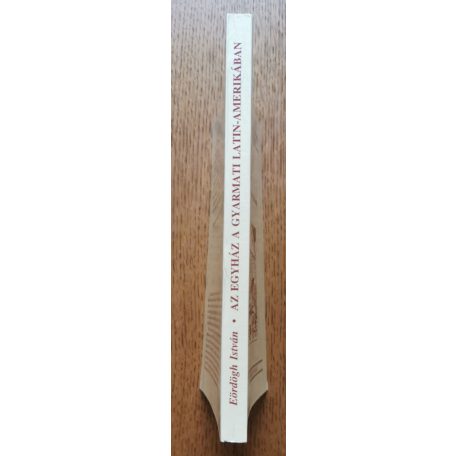 Eördögh István • AZ EGYHÁZ A GYARMATI LATIN-AMERIKÁBAN